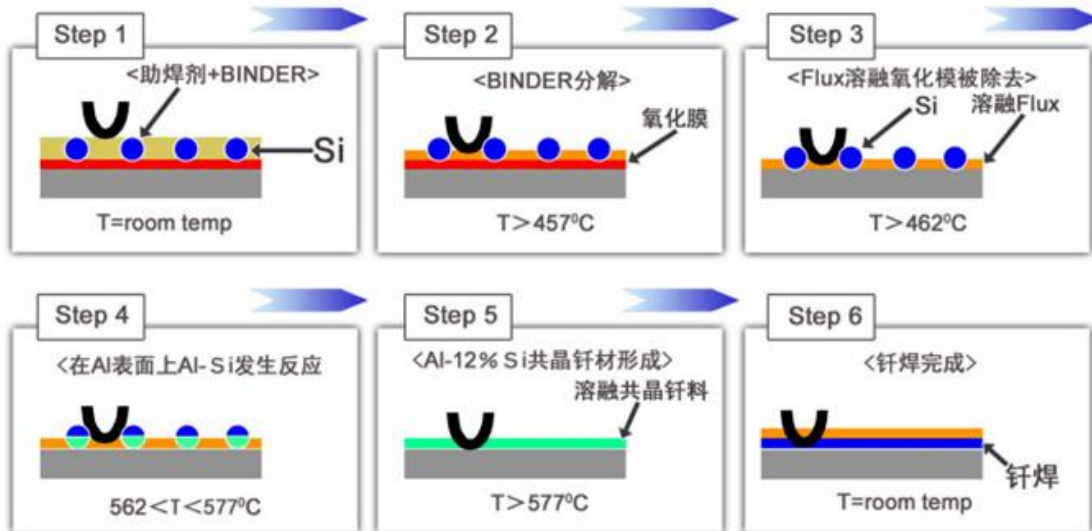 Step 1
<助焊剂+BINDER>
Si
T=room temp
Step 2
<BINDER分解>
氧化膜
T＞457⁰C
Step 3
<Flux溶融氧化模被除去>
Si
溶融Flux
T＞462⁰C
Step 4
<在Al表面上Al-Si发生反应
562＜T＜577⁰C
Step 5
<Al-12% Si共晶钎材形成>
溶融共晶钎料
T＞577⁰C
Step 6
<钎焊完成>
钎焊
T=room temp